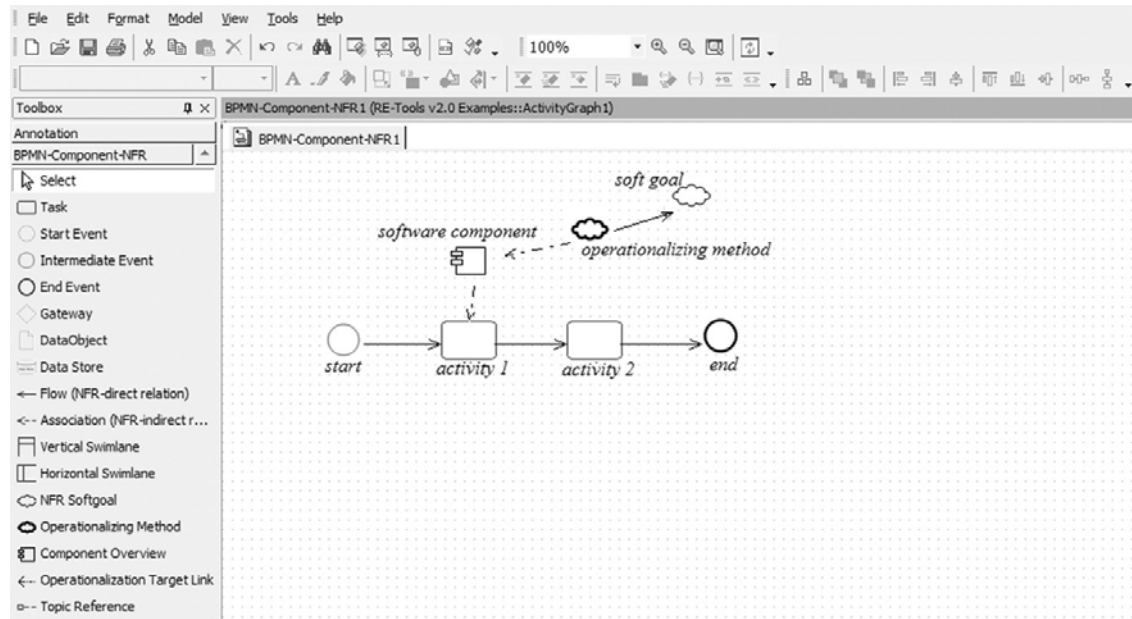 File Edit Format Model View Tools Help
100%
Toolbox
BPMN-Component-NFR1 (RE-Tools v2.0 Examples::ActivityGraph1)
Annotation
BPMN-Component-NFR1
BPMN-Component-NFR
Select
Task
Start Event
Intermediate Event
End Event
Gateway
DataObject
Data Store
Flow (NFR-direct relation)
Association (NFR-indirect r...
Vertical Swimlane
Horizontal Swimlane
NFR Softgoal
Operationalizing Method
Component Overview
Operationalization Target Link
Topic Reference
soft goal
software component
operationalizing method
start
activity 1
activity 2
end